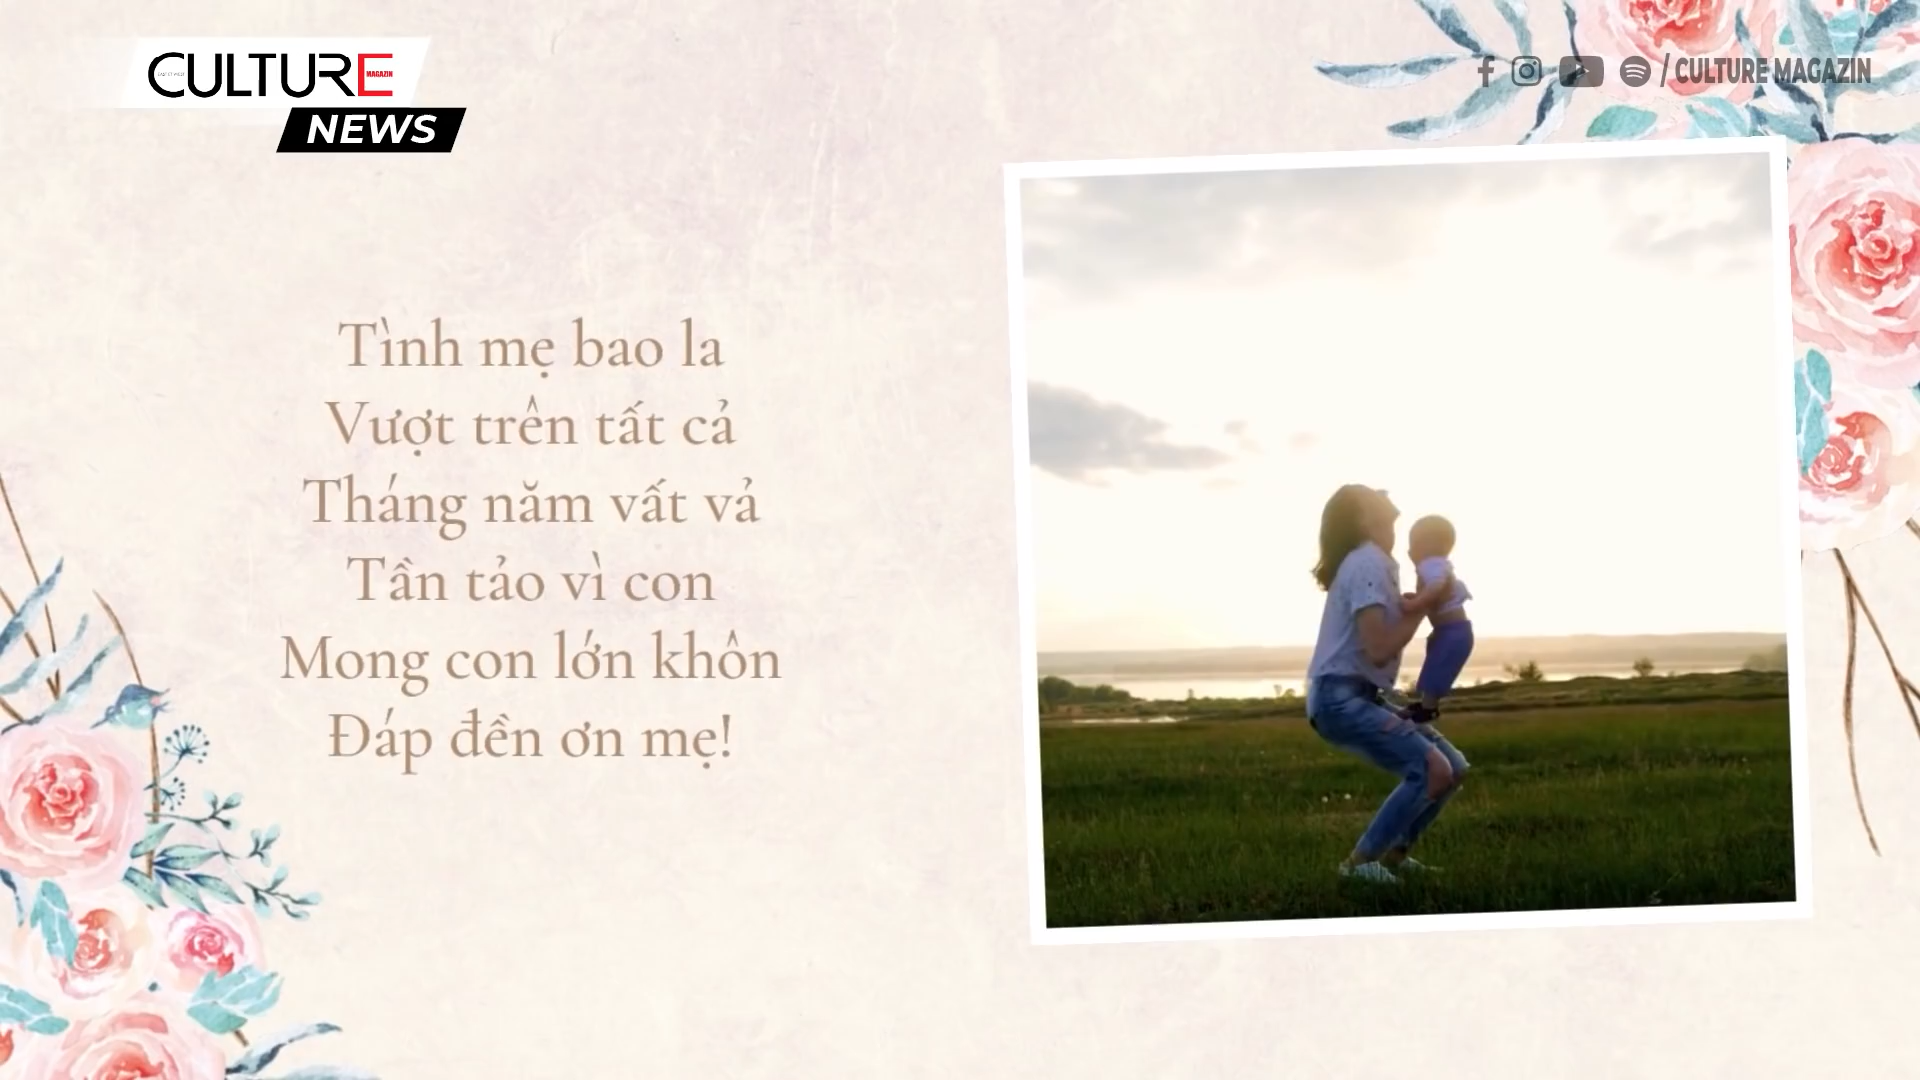 CULTURE
MAGAZIN
NEWS
/ CULTURE MAGAZIN
Tình mẹ bao la
Vượt trên tất cả
Tháng năm vất vả
Tần tảo vì con
Mong con lớn khôn
Đáp đền ơn mẹ!